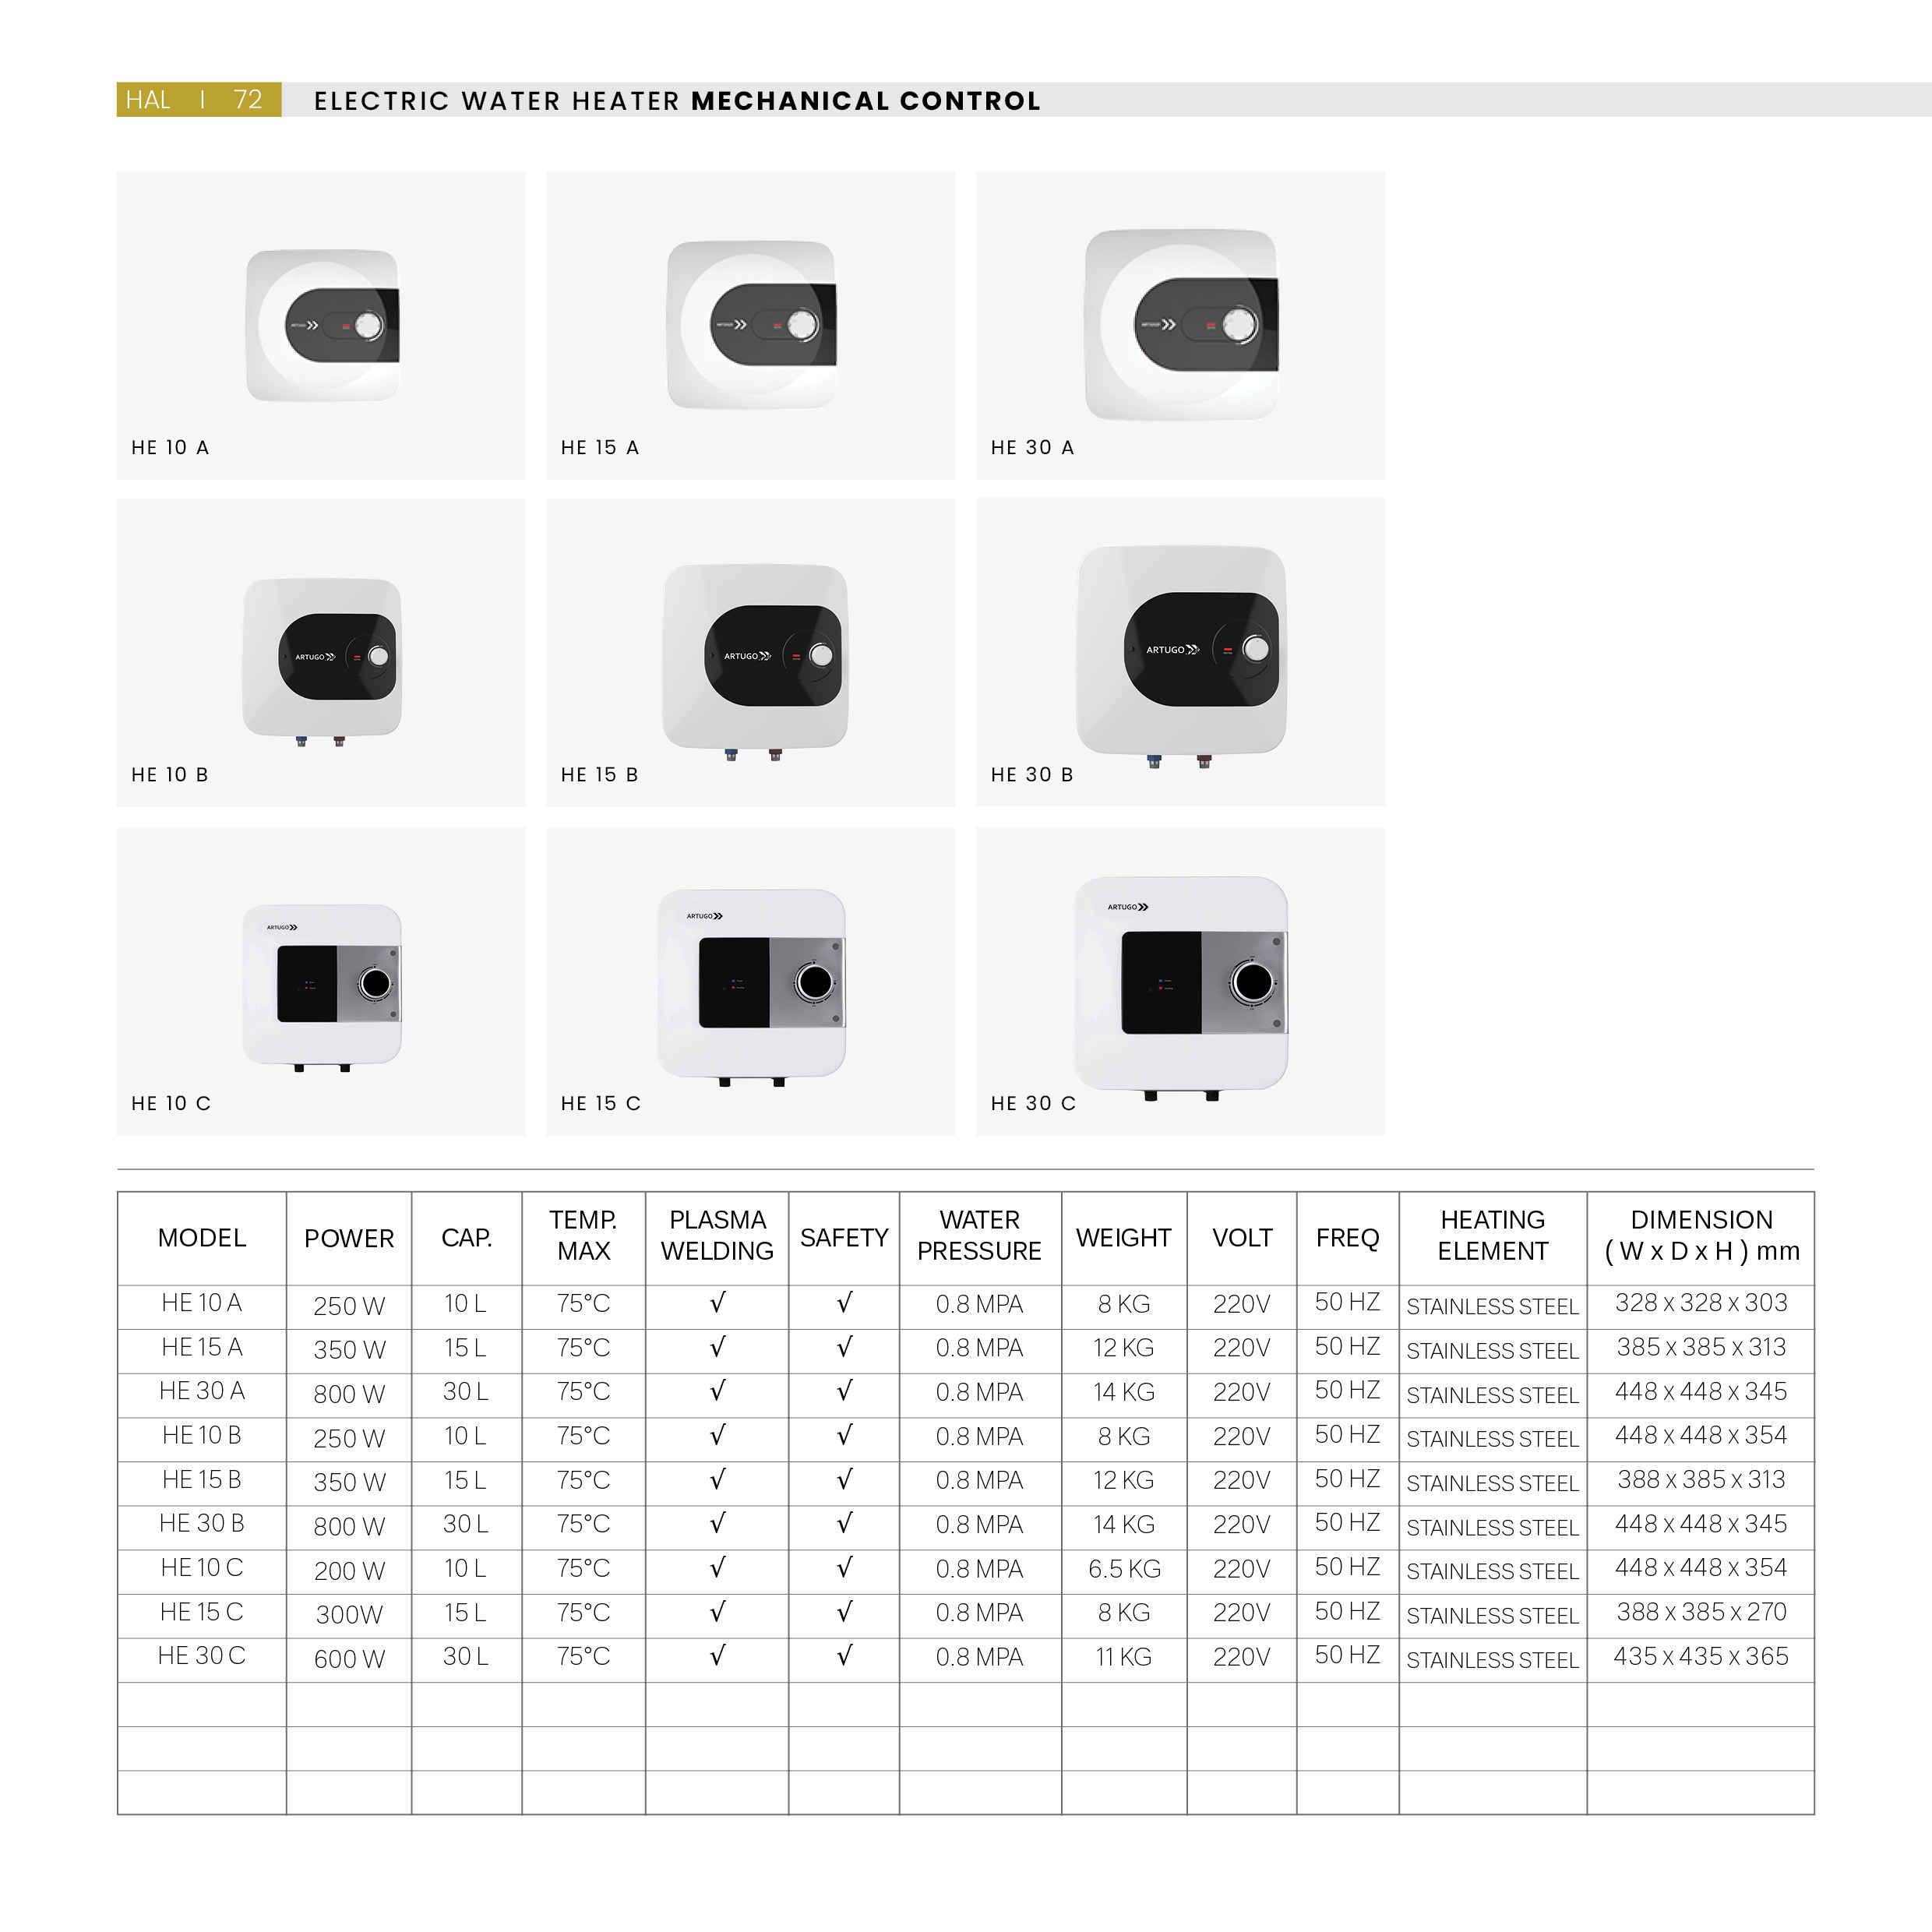 HAL | 72
ELECTRIC WATER HEATER MECHANICAL CONTROL
HE 10 A
HE 15 A
HE 30 A
ARTUGO
ARTUGO
ARTUGO
HE 10 B
HE 15 B
HE 30 B
ARTUGO
ARTUGO
ARTUGO
HE 10 C
HE 15 C
HE 30 C
MODEL POWER CAP. TEMP. MAX PLASMA WELDING SAFETY WATER PRESSURE WEIGHT VOLT FREQ HEATING ELEMENT DIMENSION ( W x D x H ) mm
HE 10 A 250 W 10 L 75°C √ √ 0.8 MPA 8 KG 220V 50 HZ STAINLESS STEEL 328 x 328 x 303
HE 15 A 350 W 15 L 75°C √ √ 0.8 MPA 12 KG 220V 50 HZ STAINLESS STEEL 385 x 385 x 313
HE 30 A 800 W 30 L 75°C √ √ 0.8 MPA 14 KG 220V 50 HZ STAINLESS STEEL 448 x 448 x 345
HE 10 B 250 W 10 L 75°C √ √ 0.8 MPA 8 KG 220V 50 HZ STAINLESS STEEL 448 x 448 x 354
HE 15 B 350 W 15 L 75°C √ √ 0.8 MPA 12 KG 220V 50 HZ STAINLESS STEEL 388 x 385 x 313
HE 30 B 800 W 30 L 75°C √ √ 0.8 MPA 14 KG 220V 50 HZ STAINLESS STEEL 448 x 448 x 345
HE 10 C 200 W 10 L 75°C √ √ 0.8 MPA 6.5 KG 220V 50 HZ STAINLESS STEEL 448 x 448 x 354
HE 15 C 300W 15 L 75°C √ √ 0.8 MPA 8 KG 220V 50 HZ STAINLESS STEEL 388 x 385 x 270
HE 30 C 600 W 30 L 75°C √ √ 0.8 MPA 11 KG 220V 50 HZ STAINLESS STEEL 435 x 435 x 365